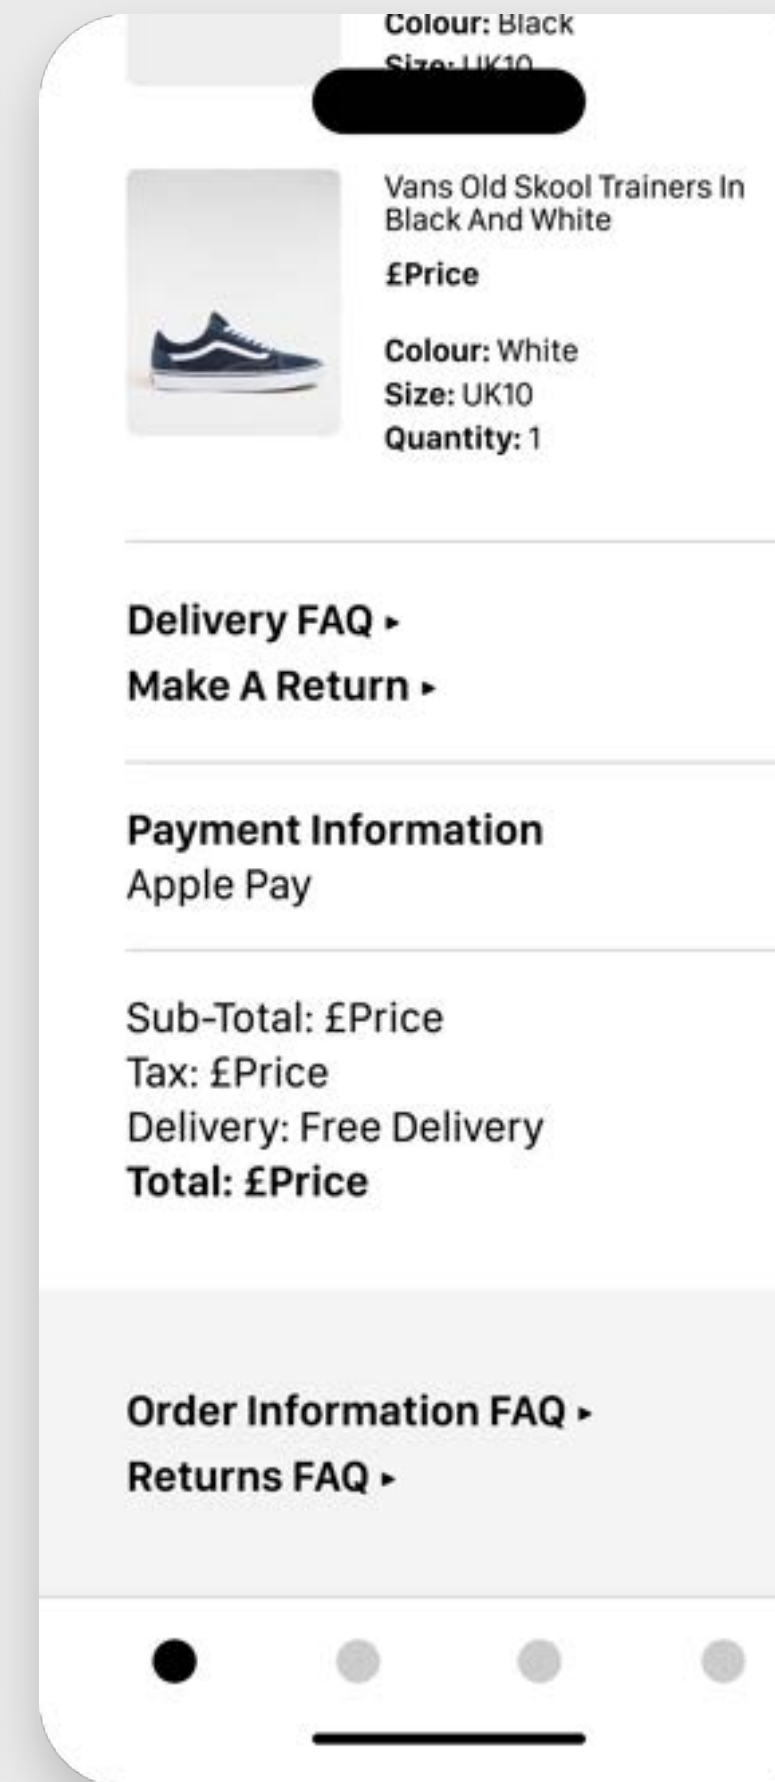 Colour: Black
Size: UK10
Vans Old Skool Trainers In
Black And White
£Price
Colour: White
Size: UK10
Quantity: 1
Delivery FAQ ▸
Make A Return ▸
Payment Information
Apple Pay
Sub-Total: £Price
Tax: £Price
Delivery: Free Delivery
Total: £Price
Order Information FAQ ▸
Returns FAQ ▸